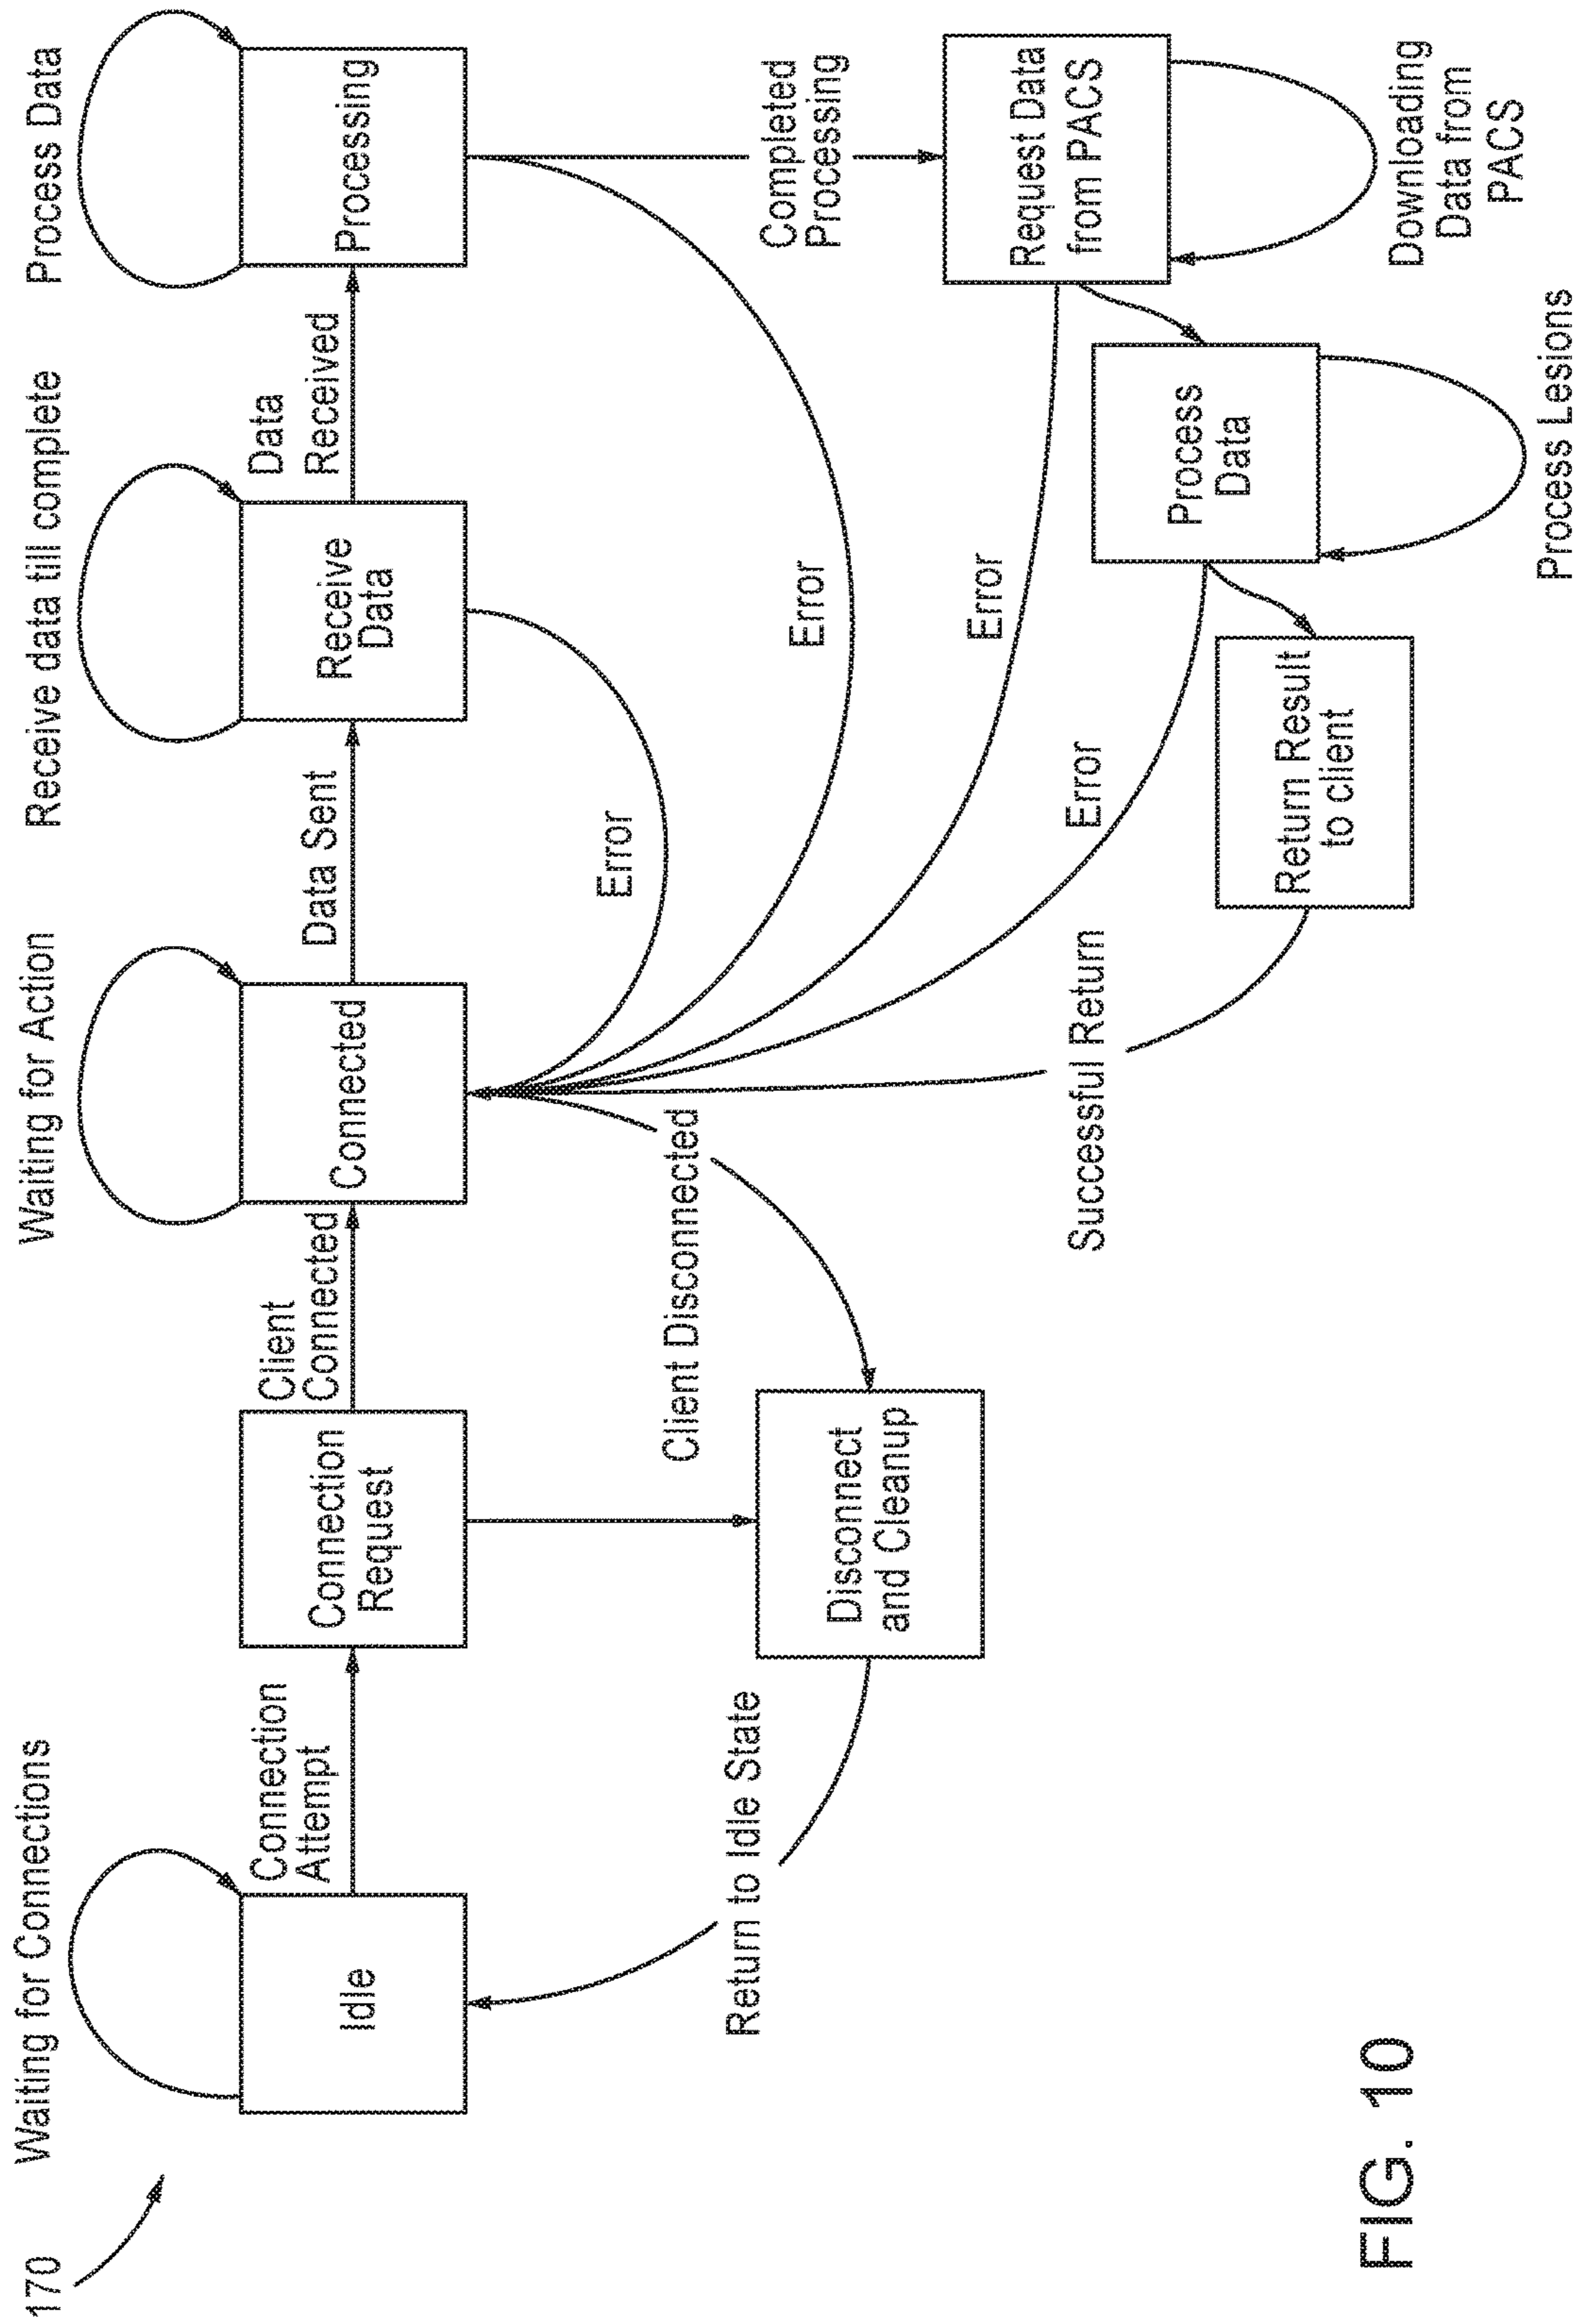 170
Waiting for Connections
Waiting for Action
Receive data till complete
Process Data
Idle
Connection
Attempt
Connection
Request
Client
Connected
Connected
Data Sent
Receive
Data
Data
Received
Processing
Return to Idle State
Disconnect
and Cleanup
Client Disconnected
Error
Error
Completed
Processing
Error
Request Data
from PACS
Successful Return
Error
Process
Data
Return Result
to client
Downloading
Data from
PACS
Process Lesions
FIG. 10